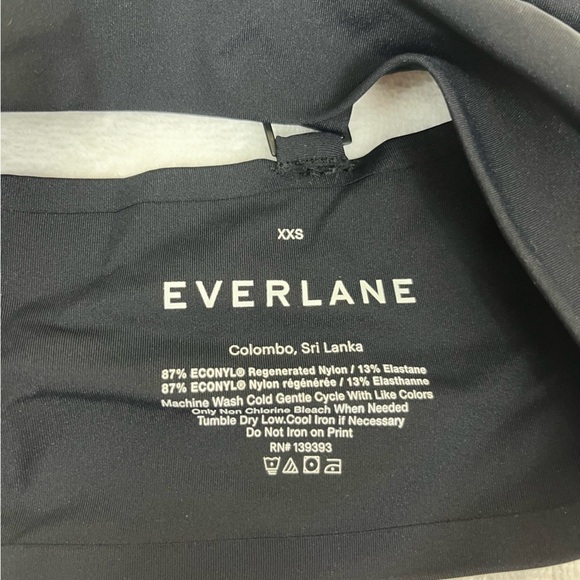 XXS
EVERLANE
Colombo, Sri Lanka
87% ECONYL® Regenerated Nylon / 13% Elastane
87% ECONYL® Nylon régénérée / 13% Elasthanne
Machine Wash Cold Gentle Cycle With Like Colors
Only Non Chlorine Bleach When Needed
Tumble Dry Low.Cool Iron if Necessary
Do Not Iron on Print
RN# 139393